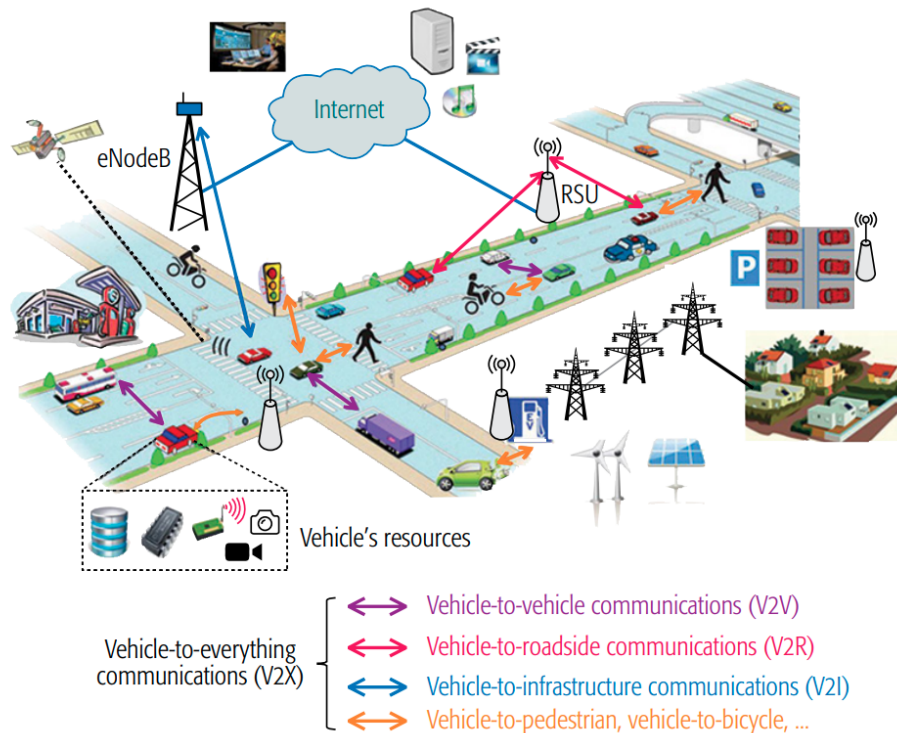 Internet
eNodeB
RSU
P
Vehicle's resources
Vehicle-to-everything
communications (V2X)
Vehicle-to-vehicle communications (V2V)
Vehicle-to-roadside communications (V2R)
Vehicle-to-infrastructure communications (V2I)
Vehicle-to-pedestrian, vehicle-to-bicycle, ...